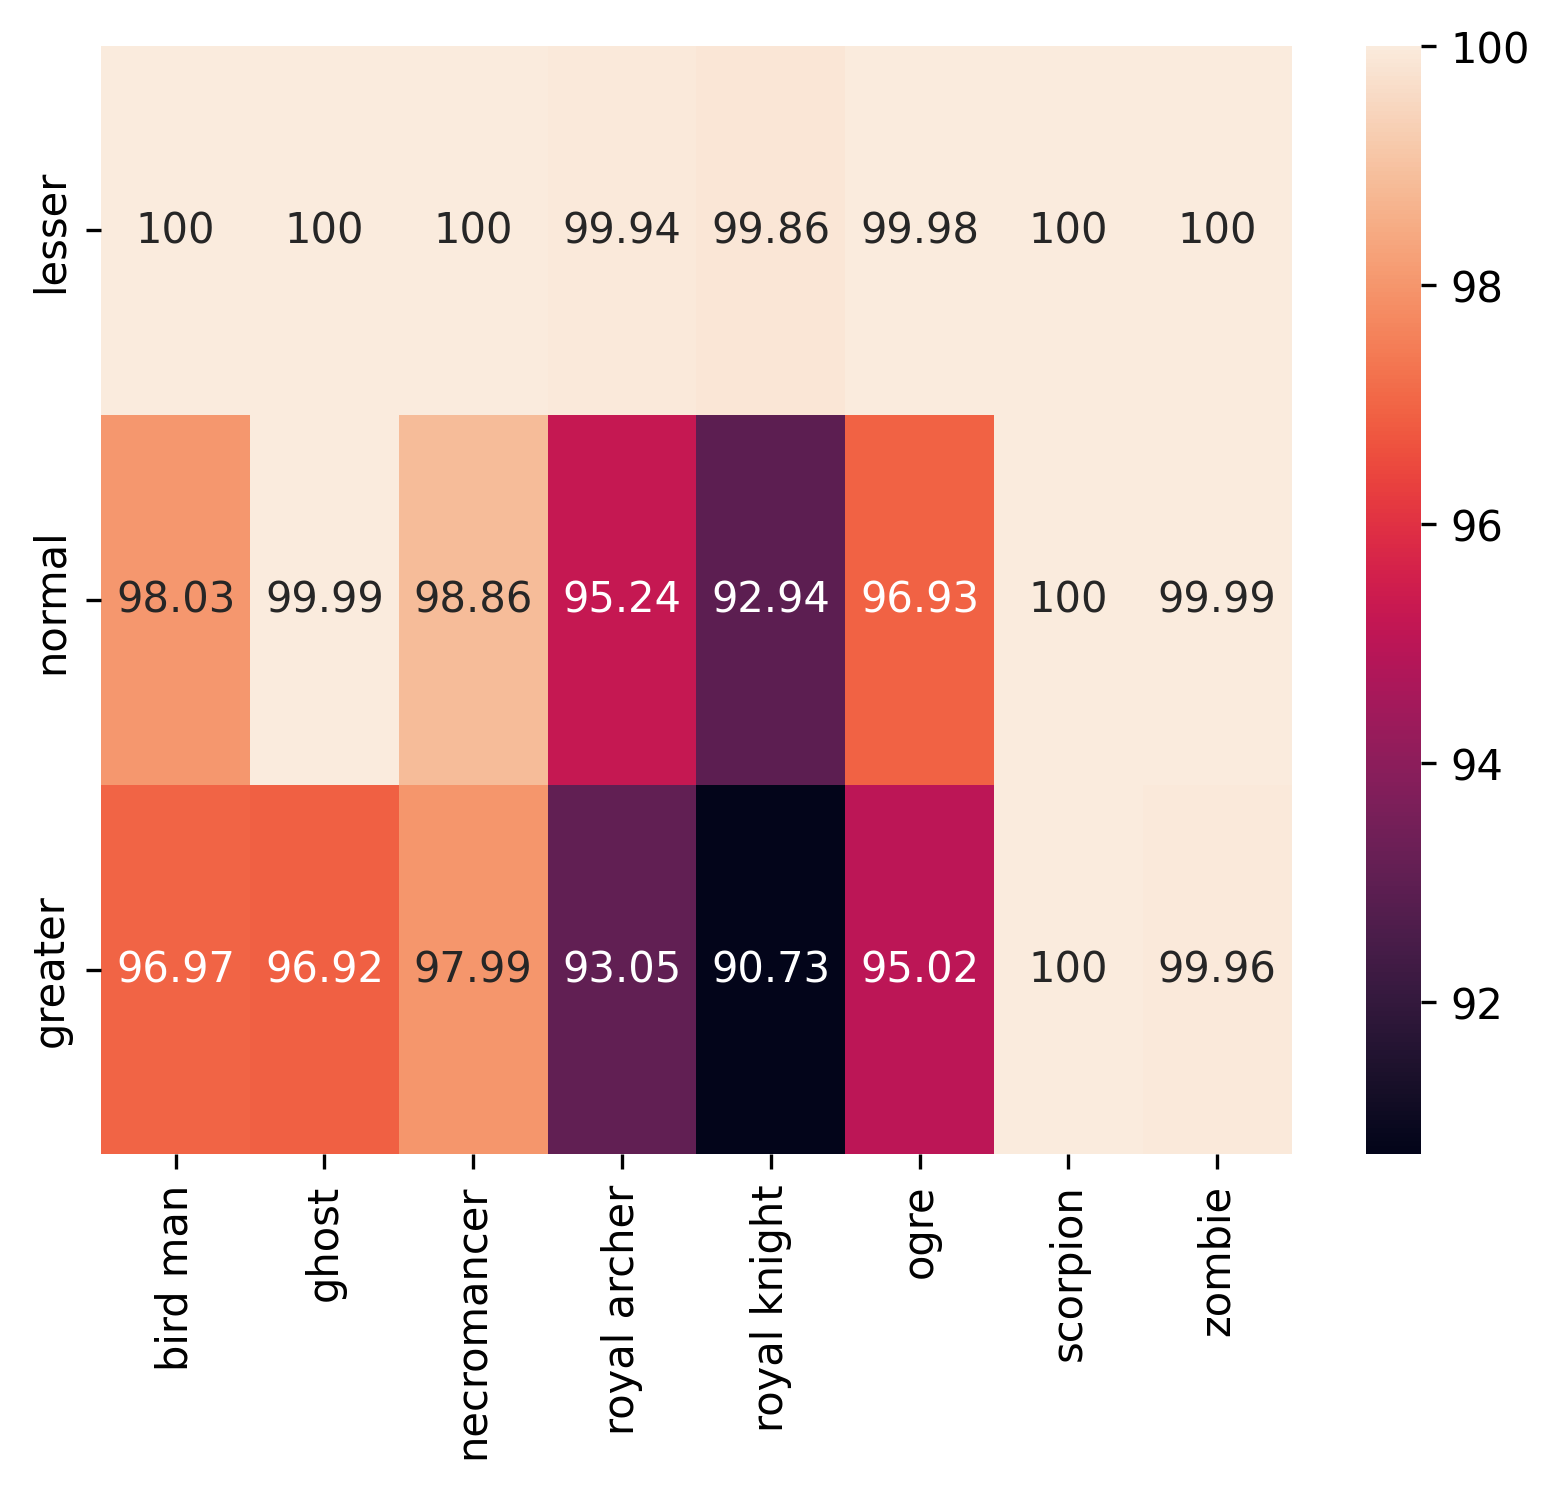 lesser 100 100 100 99.94 99.86 99.98 100 100
normal 98.03 99.99 98.86 95.24 92.94 96.93 100 99.99
greater 96.97 96.92 97.99 93.05 90.73 95.02 100 99.96
bird man
ghost
necromancer
royal archer
royal knight
ogre
scorpion
zombie
100
98
96
94
92